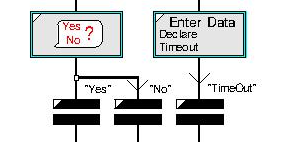 Yes
No ?
Enter Data
Declare
Timeout
"Yes"
"No"
"TimeOut"